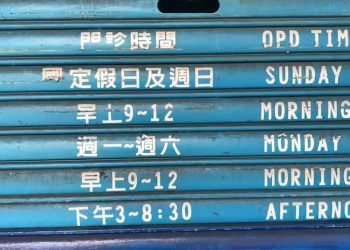 門診時間 OPD TIM
國定假日及週日 SUNDAY
早上9~12 MORNING
週一~週六 MONDAY
早上9~12 MORNING
下午3~8:30 AFTERNO